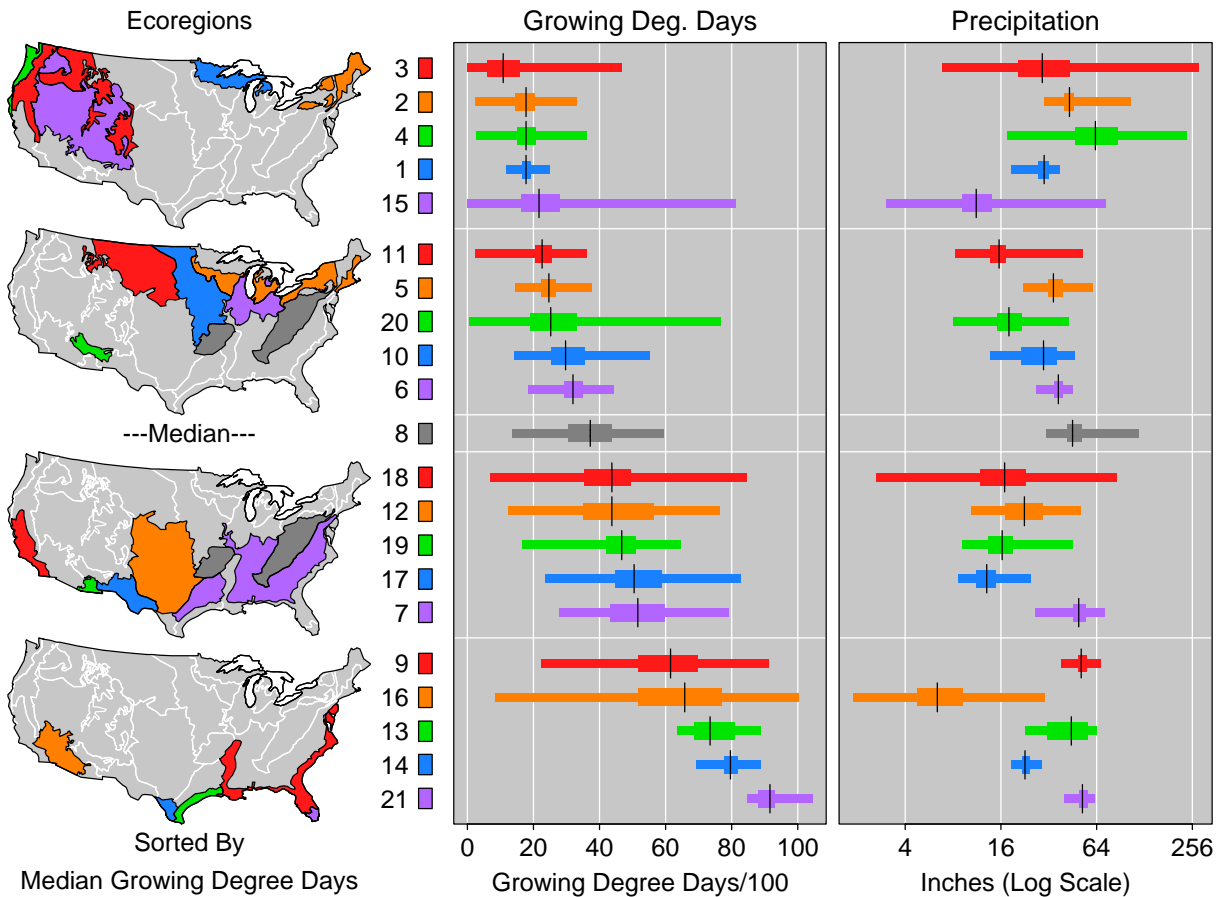 Ecoregions
Growing Deg. Days
Precipitation
3
2
4
1
15
11
5
20
10
6
---Median---
8
18
12
19
17
7
9
16
13
14
21
0 20 40 60 80 100
4 16 64 256
Sorted By
Median Growing Degree Days
Growing Degree Days/100
Inches (Log Scale)